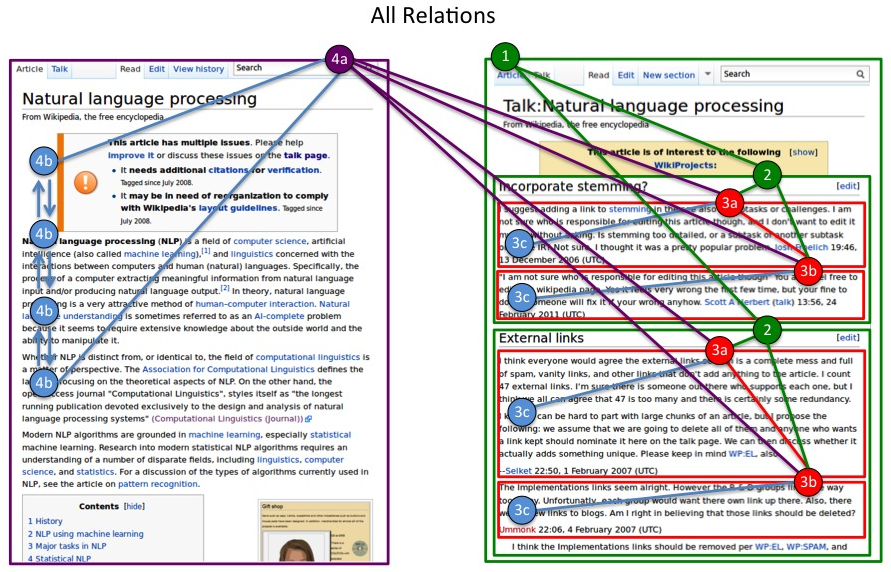 All Relations
Article Talk Read Edit View history Search
4a
Natural language processing
From Wikipedia, the free encyclopedia
This article has multiple issues. Please help
improve it or discuss these issues on the talk page.
4b
• It needs additional citations for verification.
Tagged since July 2008.
• It may be in need of reorganization to comply
with Wikipedia's layout guidelines. Tagged since
July 2008.
4b
language processing (NLP) is a field of computer science, artificial
intelligence (also called machine learning),[1] and linguistics concerned with the
interactions between computers and human (natural) languages. Specifically, the
process of a computer extracting meaningful information from natural language
input and/or producing natural language output.[2] In theory, natural language
4b
is a very attractive method of human–computer interaction. Natural
understanding is sometimes referred to as an AI-complete problem
because it seems to require extensive knowledge about the outside world and the
ability to manipulate it.
Whether NLP is distinct from, or identical to, the field of computational linguistics is
a matter of perspective. The Association for Computational Linguistics defines the
4b
focusing on the theoretical aspects of NLP. On the other hand, the
access journal "Computational Linguistics", styles itself as "the longest
running publication devoted exclusively to the design and analysis of natural
language processing systems" (Computational Linguistics (Journal))
Modern NLP algorithms are grounded in machine learning, especially statistical
machine learning. Research into modern statistical NLP algorithms requires an
understanding of a number of disparate fields, including linguistics, computer
science, and statistics. For a discussion of the types of algorithms currently used in
NLP, see the article on pattern recognition.
Contents [hide]
1 History
2 NLP using machine learning
3 Major tasks in NLP
4 Statistical NLP
Gift shop
1
Article Talk Read Edit New section Search
Talk:Natural language processing
From Wikipedia, the free encyclopedia
This article is of interest to the following [show]
WikiProjects:
2
Incorporate stemming? [edit]
3a
I suggest adding a link to stemming in the see also tasks or challenges. I am
not sure who is responsible for editing this article though, and I don't want to edit it
without asking. Is stemming too detailed, or a subtask of another subtask
3c
IR? Not sure. I thought it was a pretty popular problem. Josh Froelich 19:46,
13 December 2006 (UTC)
3b
"I am not sure who is responsible for editing this article though" You feel free to
wikipedia page. Yes it feels very wrong the first few time, but your fine to
3c
someone will fix it if your wrong anyhow. Scott A Herbert (talk) 13:56, 24
February 2011 (UTC)
2
External links [edit]
3a
I think everyone would agree the external links is a complete mess and full
of spam, vanity links, and other links that don't add anything to the article. I count
47 external links. I'm sure there is someone out there who supports each one, but I
think we all can agree that 47 is too many and there is certainly some redundancy.
3c
can be hard to part with large chunks of an article, but I propose the
following: we assume that we are going to delete all of them and anyone who wants
a link kept should nominate it here on the talk page. We can then discuss whether it
actually adds something unique. Please keep in mind WP:EL, also
--Selket 22:50, 1 February 2007 (UTC)
3b
The Implementations links seem alright. However the R & D groups way
too Unfortunatly, each group would want there own link up there. Also, there
3c
links to blogs. Am I right in believing that those links should be deleted?
Ummonk 22:06, 4 February 2007 (UTC)
I think the Implementations links should be removed per WP:EL, WP:SPAM, and